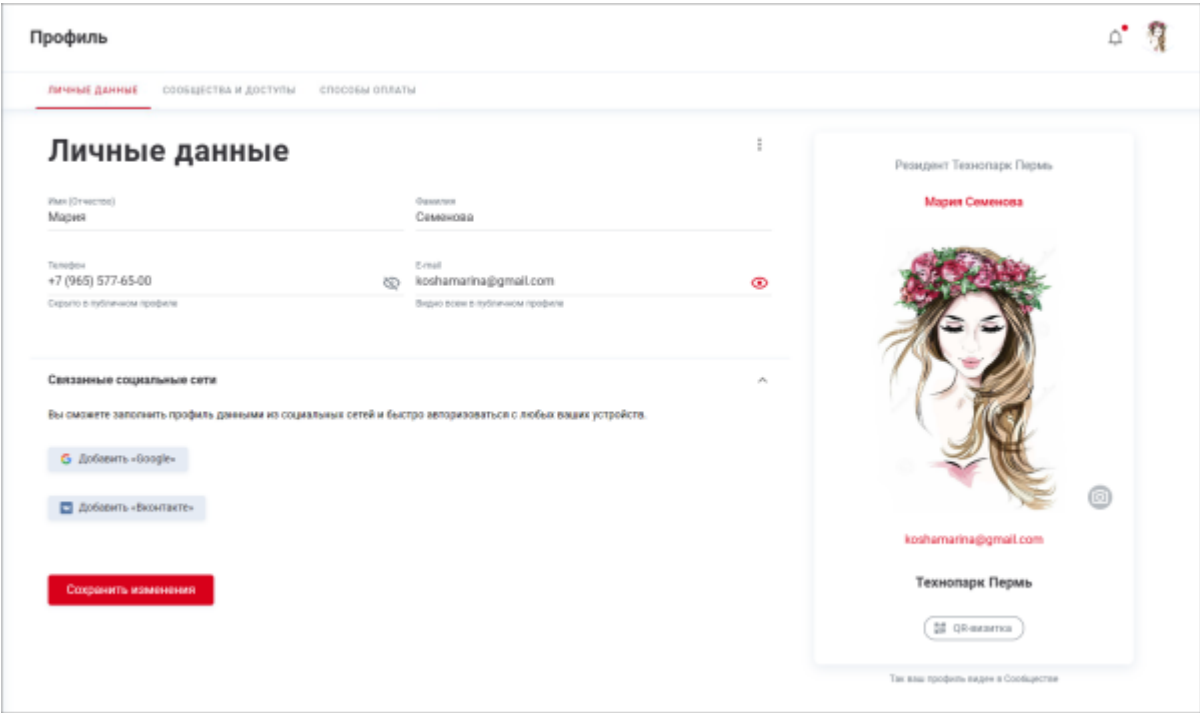 Профиль
ЛИЧНЫЕ ДАННЫЕ СООБЩЕСТВА И ДОСТУПЫ СПОСОБЫ ОПЛАТЫ
Личные данные
Имя (Отчество) Фамилия
Мария Семенова
Телефон E-mail
+7 (965) 577-65-00 koshamarina@gmail.com
Скрыто в публичном профиле Видно всем в публичном профиле
Связанные социальные сети
Вы сможете заполнить профиль данными из социальных сетей и быстро авторизоваться с любых ваших устройств.
Добавить «Google»
Добавить «Вконтакте»
Сохранить изменения
Резидент Технопарк Пермь
Мария Семенова
koshamarina@gmail.com
Технопарк Пермь
QR-визитка
Так ваш профиль виден в Сообществе